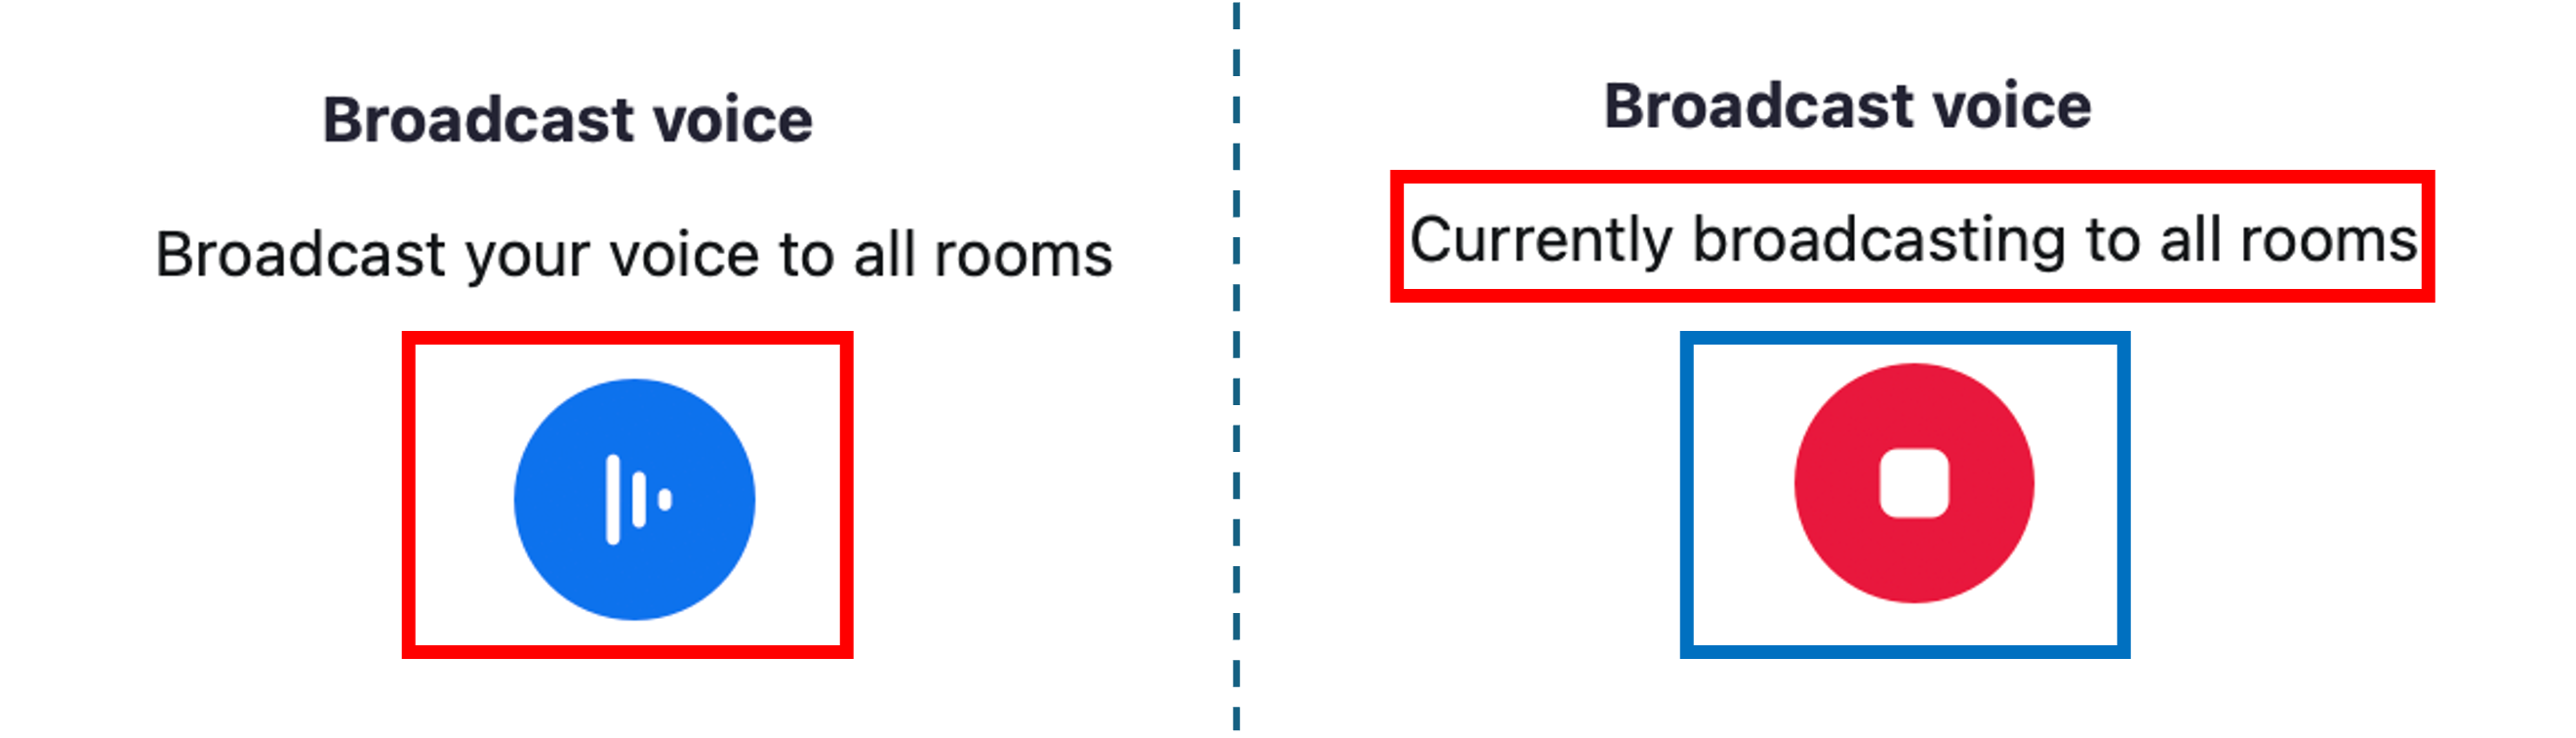 Broadcast voice
Broadcast your voice to all rooms
Broadcast voice
Currently broadcasting to all rooms